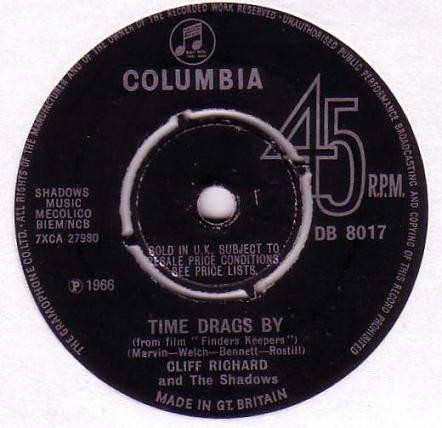 ALL RIGHTS OF THE MANUFACTURER AND OF THE OWNER OF THE RECORDED WORK RESERVED · UNAUTHORISED PUBLIC PERFORMANCE BROADCASTING AND COPYING OF THIS RECORD PROHIBITED
COLUMBIA
45
R.P.M.
SHADOWS
MUSIC
MECOLICO
BIEM/NCB
7XCA 27980
DB 8017
SOLD IN U.K. SUBJECT TO
RESALE PRICE CONDITIONS
SEE PRICE LISTS
℗ 1966
TIME DRAGS BY
(from film "Finders Keepers")
(Marvin—Welch—Bennett—Rostill)
CLIFF RICHARD
and The Shadows
THE GRAMOPHONE CO. LTD.
MADE IN GT. BRITAIN